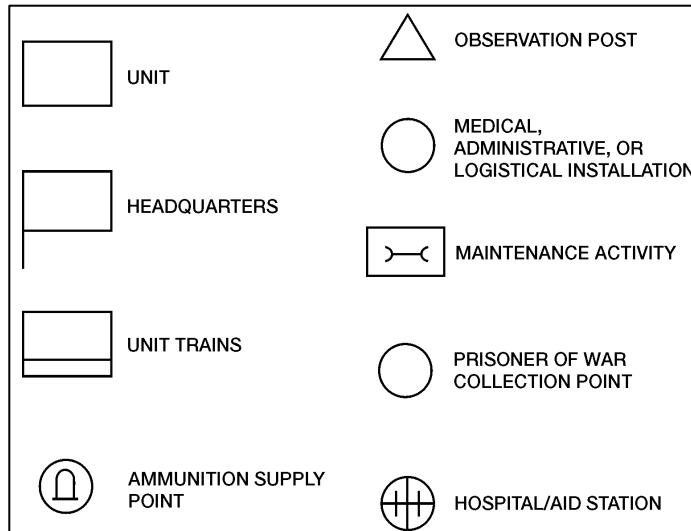 UNIT
HEADQUARTERS
UNIT TRAINS
AMMUNITION SUPPLY
POINT
OBSERVATION POST
MEDICAL,
ADMINISTRATIVE, OR
LOGISTICAL INSTALLATION
MAINTENANCE ACTIVITY
PRISONER OF WAR
COLLECTION POINT
HOSPITAL/AID STATION